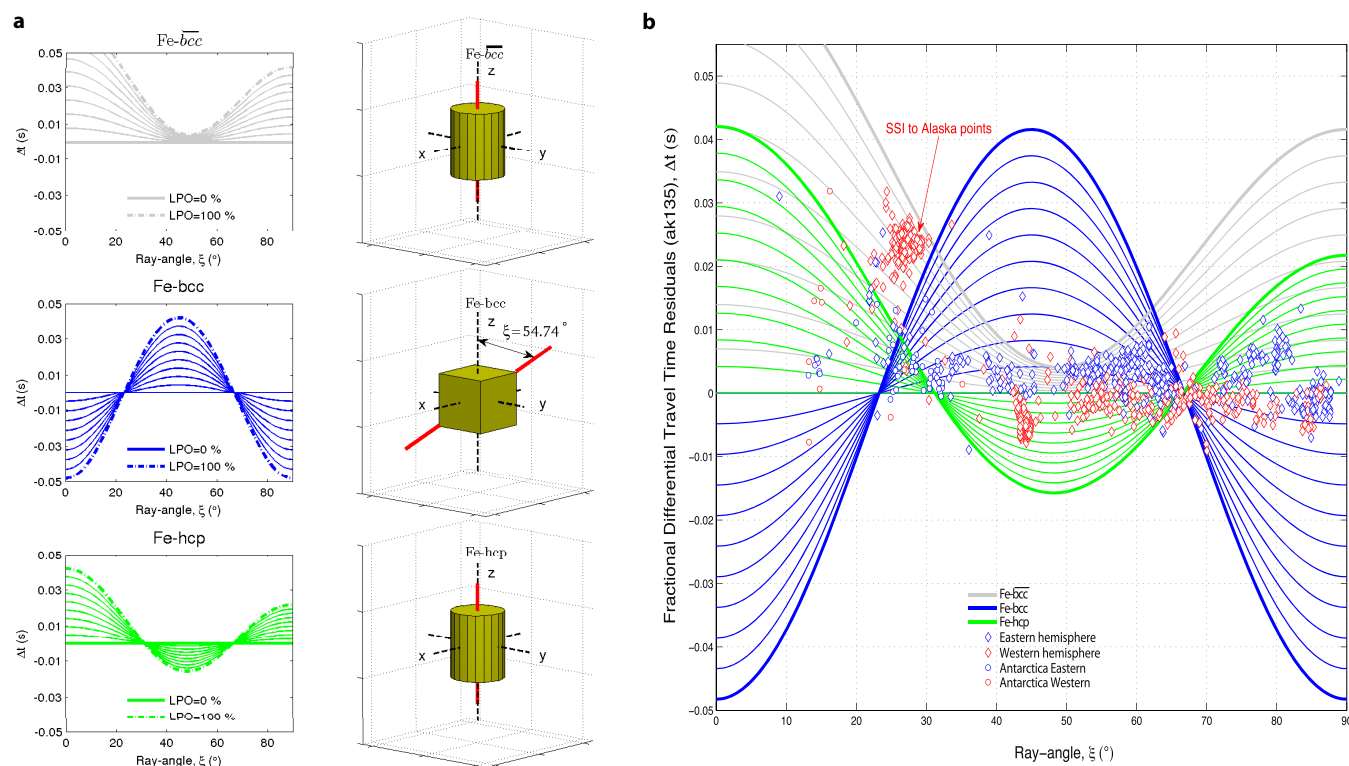 a
Fe-bcc
0.05
0.03
0.01
-0.01
-0.03
-0.05
Δt (s)
LPO=0 %
LPO=100 %
0
20
40
60
80
Ray-angle, ξ (°)
Fe-bcc
z
x
y
Fe-bcc
0.05
0.03
0.01
-0.01
-0.03
-0.05
Δt (s)
LPO=0 %
LPO=100 %
0
20
40
60
80
Ray-angle, ξ (°)
Fe-bcc
z
ξ=54.74°
x
y
Fe-hcp
0.05
0.03
0.01
-0.01
-0.03
-0.05
Δt (s)
LPO=0 %
LPO=100 %
0
20
40
60
80
Ray-angle, ξ (°)
Fe-hcp
z
x
y
b
Fractional Differential Travel Time Residuals (ak135), Δt (s)
0.05
0.04
0.03
0.02
0.01
0
−0.01
−0.02
−0.03
−0.04
−0.05
SSI to Alaska points
Fe-bcc
Fe-bcc
Fe-hcp
Eastern hemisphere
Western hemisphere
Antarctica Eastern
Antarctica Western
0
10
20
30
40
50
60
70
80
90
Ray−angle, ξ (°)